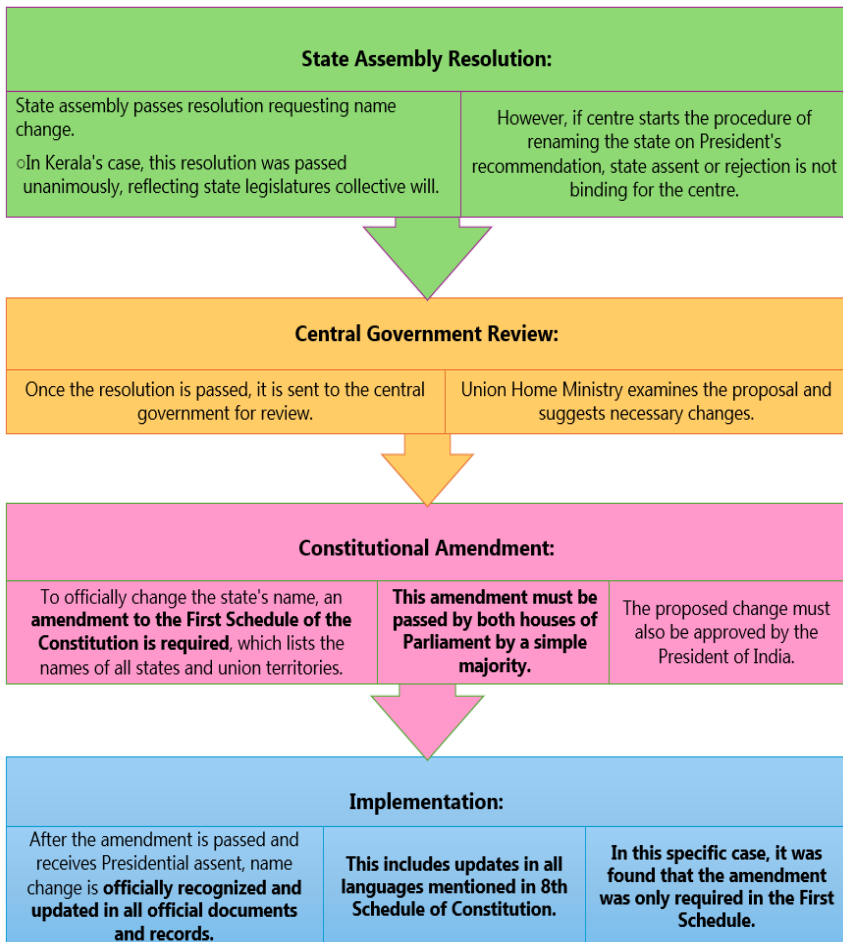 State Assembly Resolution:
State assembly passes resolution requesting name
change.
○In Kerala's case, this resolution was passed
unanimously, reflecting state legislatures collective will.
However, if centre starts the procedure of
renaming the state on President's
recommendation, state assent or rejection is not
binding for the centre.
Central Government Review:
Once the resolution is passed, it is sent to the central
government for review.
Union Home Ministry examines the proposal and
suggests necessary changes.
Constitutional Amendment:
To officially change the state's name, an
amendment to the First Schedule of the
Constitution is required, which lists the
names of all states and union territories.
This amendment must be
passed by both houses of
Parliament by a simple
majority.
The proposed change must
also be approved by the
President of India.
Implementation:
After the amendment is passed and
receives Presidential assent, name
change is officially recognized and
updated in all official documents
and records.
This includes updates in all
languages mentioned in 8th
Schedule of Constitution.
In this specific case, it was
found that the amendment
was only required in the First
Schedule.